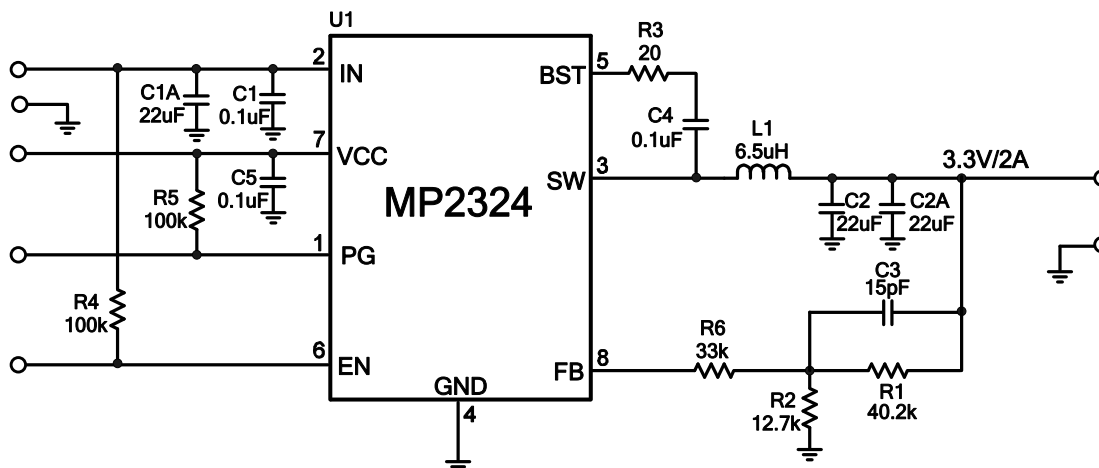 U1
MP2324
2
IN
7
VCC
1
PG
6
EN
GND
4
5
BST
3
SW
8
FB
C1A
22uF
C1
0.1uF
R5
100k
C5
0.1uF
R4
100k
R3
20
C4
0.1uF
L1
6.5uH
3.3V/2A
C2
22uF
C2A
22uF
C3
15pF
R6
33k
R2
12.7k
R1
40.2k